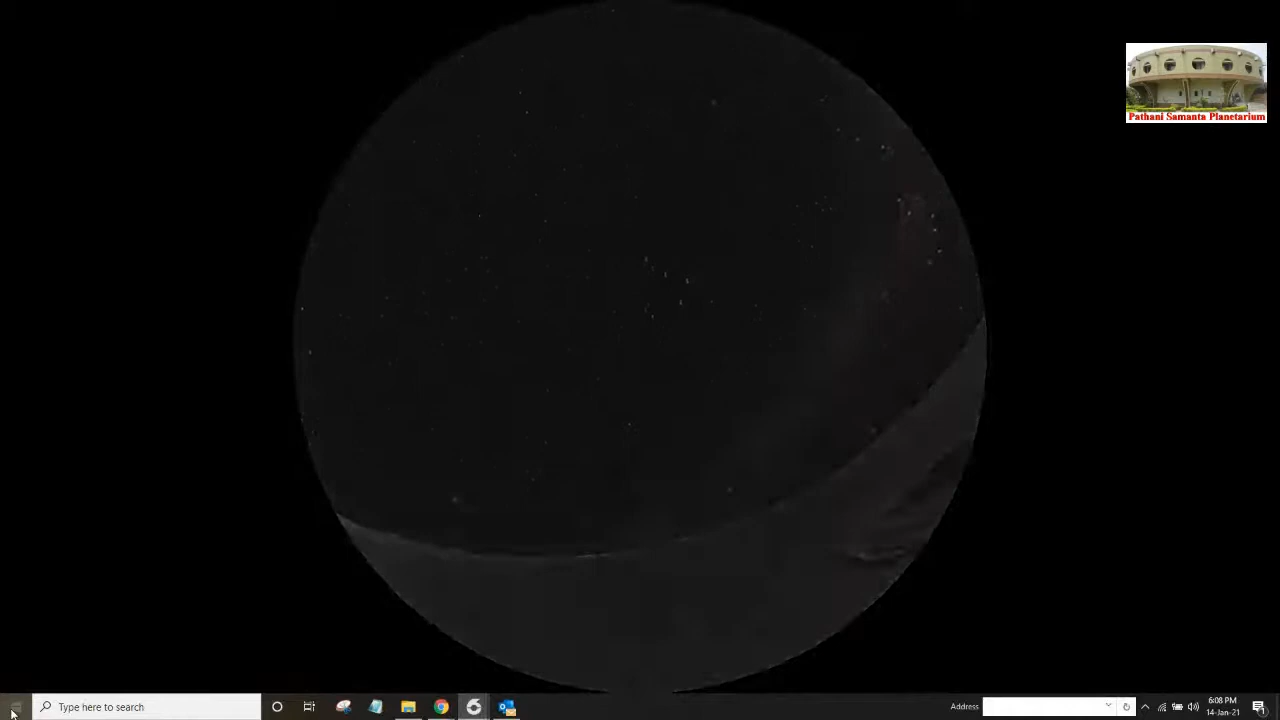 Pathani Samanta Planetarium
Type here to search
Address
6:08 PM
14-Jan-21